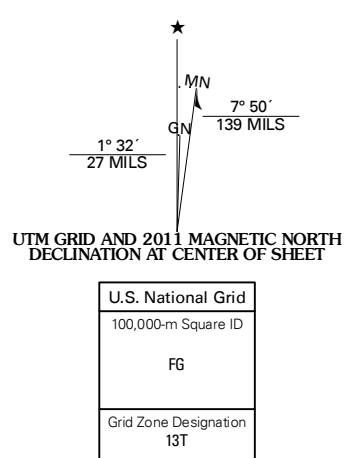 ★
MN
7° 50´
139 MILS
GN
1° 32´
27 MILS
UTM GRID AND 2011 MAGNETIC NORTH
DECLINATION AT CENTER OF SHEET
U.S. National Grid
100,000-m Square ID
FG
Grid Zone Designation
13T